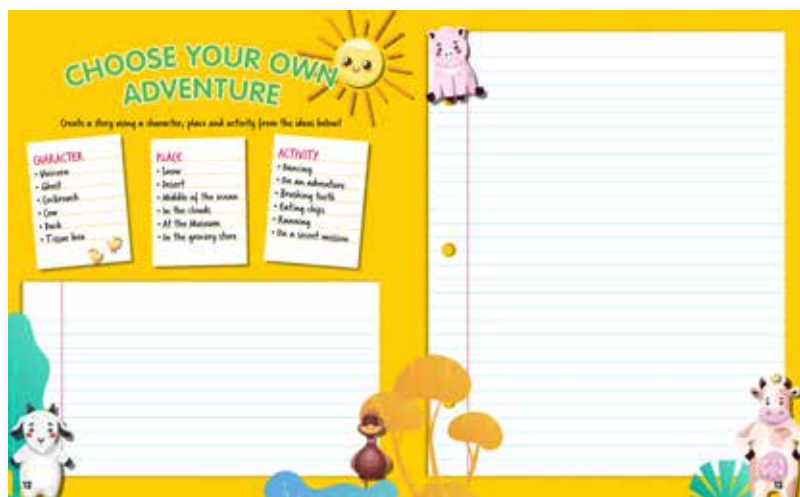 CHOOSE YOUR OWN
ADVENTURE
Create a story using a character, place and activity from the ideas below!
CHARACTER
• Unicorn
• Ghost
• Cockroach
• Cow
• Duck
• Tissue box
PLACE
• Snow
• Desert
• Middle of the ocean
• In the clouds
• At the Museum
• In the grocery store
ACTIVITY
• Dancing
• On an adventure
• Brushing teeth
• Eating chips
• Running
• On a secret mission
12
13